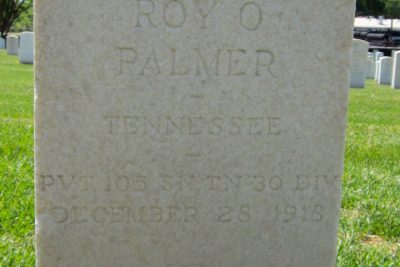 ROY O
PALMER
TENNESSEE
PVT. 105 SN. TN. 30 DIV.
DECEMBER 28 1918